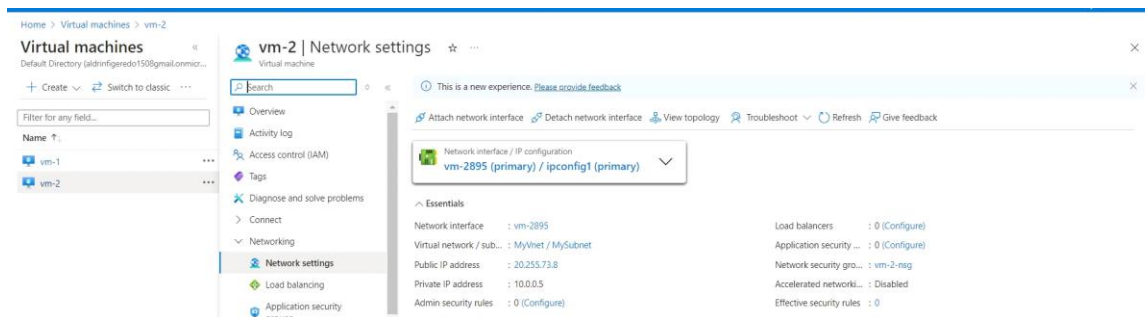 Home > Virtual machines > vm-2
Virtual machines
Default Directory (aldrinfigeredo1508gmail.onmicr...
+ Create Switch to classic ...
Filter for any field...
Name ↑
vm-1 ...
vm-2 ...
vm-2 | Network settings ☆ ...
Virtual machine
Search
Overview
Activity log
Access control (IAM)
Tags
Diagnose and solve problems
> Connect
Networking
Network settings
Load balancing
Application security
This is a new experience. Please provide feedback
Attach network interface Detach network interface View topology Troubleshoot Refresh Give feedback
Network interface / IP configuration
vm-2895 (primary) / ipconfig1 (primary)
Essentials
Network interface : vm-2895
Virtual network / sub... : MyVnet / MySubnet
Public IP address : 20.255.73.8
Private IP address : 10.0.0.5
Admin security rules : 0 (Configure)
Load balancers : 0 (Configure)
Application security ... : 0 (Configure)
Network security gro... : vm-2-nsg
Accelerated networki... : Disabled
Effective security rules : 0